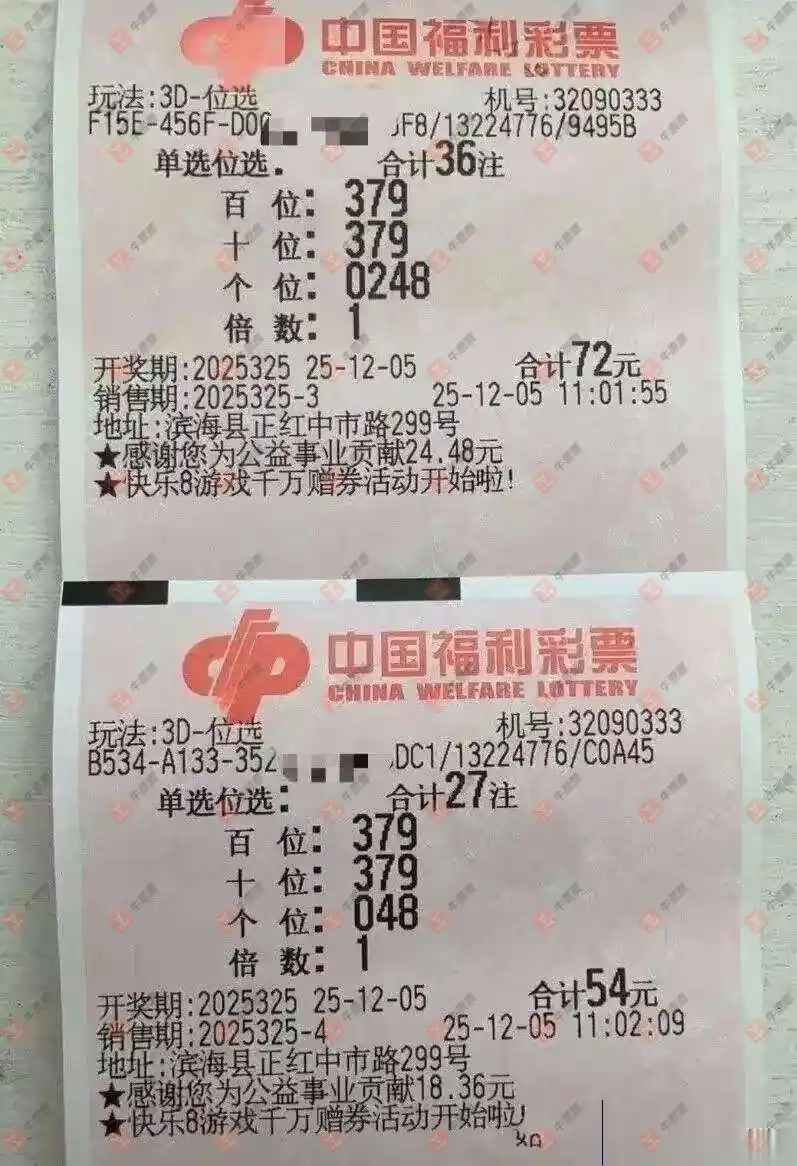 中国福利彩票
CHINA WELFARE LOTTERY
玩法:3D-位选 机号:32090333
F15E-456F-D00 F8/13224776/9495B
单选位选: 合计36注
百位: 379
十位: 379
个位: 0248
倍数: 1
开奖期:2025325 25-12-05 合计72元
销售期:2025325-3 25-12-05 11:01:55
地址:滨海县正红中市路299号
★感谢您为公益事业贡献24.48元
★快乐8游戏千万赠券活动开始啦!
中国福利彩票
CHINA WELFARE LOTTERY
玩法:3D-位选 机号:32090333
B534-A133-352 DC1/13224776/C0A45
单选位选: 合计27注
百位: 379
十位: 379
个位: 048
倍数: 1
开奖期:2025325 25-12-05 合计54元
销售期:2025325-4 25-12-05 11:02:09
地址:滨海县正红中市路299号
★感谢您为公益事业贡献18.36元
★快乐8游戏千万赠券活动开始啦